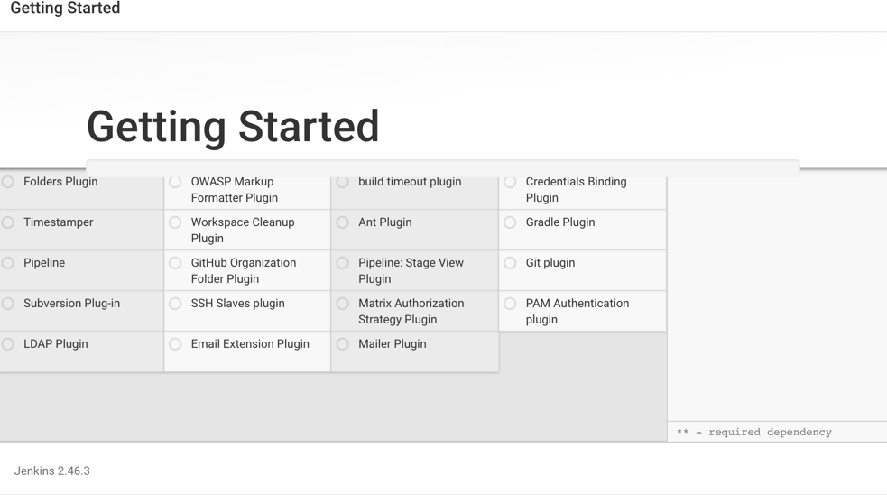 Getting Started
Getting Started
Folders Plugin
OWASP Markup
Formatter Plugin
build timeout plugin
Credentials Binding
Plugin
Timestamper
Workspace Cleanup
Plugin
Ant Plugin
Gradle Plugin
Pipeline
GitHub Organization
Folder Plugin
Pipeline: Stage View
Plugin
Git plugin
Subversion Plug-in
SSH Slaves plugin
Matrix Authorization
Strategy Plugin
PAM Authentication
plugin
LDAP Plugin
Email Extension Plugin
Mailer Plugin
** - required dependency
Jenkins 2.46.3